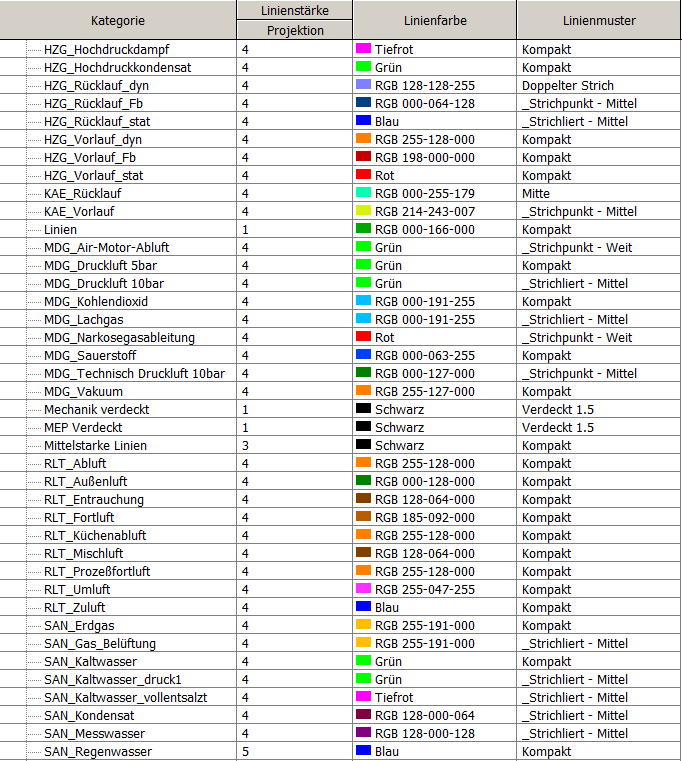 Kategorie Linienstärke Linienfarbe Linienmuster
Projektion
HZG_Hochdruckdampf 4 Tiefrot Kompakt
HZG_Hochdruckkondensat 4 Grün Kompakt
HZG_Rücklauf_dyn 4 RGB 128-128-255 Doppelter Strich
HZG_Rücklauf_Fb 4 RGB 000-064-128 _Strichpunkt - Mittel
HZG_Rücklauf_stat 4 Blau _Strichliert - Mittel
HZG_Vorlauf_dyn 4 RGB 255-128-000 Kompakt
HZG_Vorlauf_Fb 4 RGB 198-000-000 Kompakt
HZG_Vorlauf_stat 4 Rot Kompakt
KAE_Rücklauf 4 RGB 000-255-179 Mitte
KAE_Vorlauf 4 RGB 214-243-007 _Strichpunkt - Mittel
Linien 1 RGB 000-166-000 Kompakt
MDG_Air-Motor-Abluft 4 Grün _Strichpunkt - Weit
MDG_Druckluft 5bar 4 Grün Kompakt
MDG_Druckluft 10bar 4 Grün _Strichliert - Mittel
MDG_Kohlendioxid 4 RGB 000-191-255 Kompakt
MDG_Lachgas 4 RGB 000-191-255 _Strichliert - Mittel
MDG_Narkosegasableitung 4 Rot _Strichpunkt - Weit
MDG_Sauerstoff 4 RGB 000-063-255 Kompakt
MDG_Technisch Druckluft 10bar 4 RGB 000-127-000 _Strichpunkt - Mittel
MDG_Vakuum 4 RGB 255-127-000 Kompakt
Mechanik verdeckt 1 Schwarz Verdeckt 1.5
MEP Verdeckt 1 Schwarz Verdeckt 1.5
Mittelstarke Linien 3 Schwarz Kompakt
RLT_Abluft 4 RGB 255-128-000 Kompakt
RLT_Außenluft 4 RGB 000-128-000 Kompakt
RLT_Entrauchung 4 RGB 128-064-000 Kompakt
RLT_Fortluft 4 RGB 185-092-000 Kompakt
RLT_Küchenabluft 4 RGB 255-128-000 Kompakt
RLT_Mischluft 4 RGB 128-064-000 Kompakt
RLT_Prozeßfortluft 4 RGB 255-128-000 Kompakt
RLT_Umluft 4 RGB 255-047-255 Kompakt
RLT_Zuluft 4 Blau Kompakt
SAN_Erdgas 4 RGB 255-191-000 Kompakt
SAN_Gas_Belüftung 4 RGB 255-191-000 _Strichliert - Mittel
SAN_Kaltwasser 4 Grün Kompakt
SAN_Kaltwasser_druck1 4 Grün _Strichliert - Mittel
SAN_Kaltwasser_vollentsalzt 4 Tiefrot _Strichliert - Mittel
SAN_Kondensat 4 RGB 128-000-064 _Strichliert - Mittel
SAN_Messwasser 4 RGB 128-000-128 _Strichliert - Mittel
SAN_Regenwasser 5 Blau Kompakt